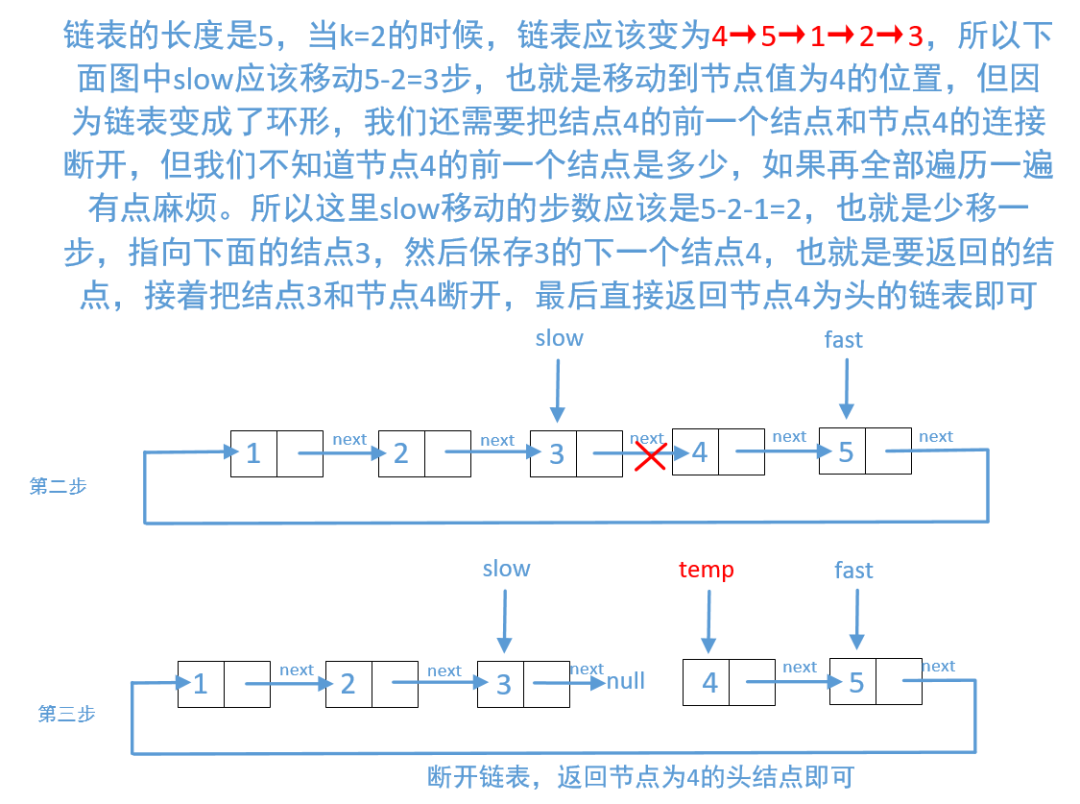 链表的长度是5，当k=2的时候，链表应该变为4→5→1→2→3，所以下
面图中slow应该移动5-2=3步，也就是移动到节点值为4的位置，但因
为链表变成了环形，我们还需要把结点4的前一个结点和节点4的连接
断开，但我们不知道节点4的前一个结点是多少，如果再全部遍历一遍
有点麻烦。所以这里slow移动的步数应该是5-2-1=2，也就是少移一
步，指向下面的结点3，然后保存3的下一个结点4，也就是要返回的结
点，接着把结点3和节点4断开，最后直接返回节点4为头的链表即可
slow fast
1 next 2 next 3 next 4 next 5 next
第二步
slow temp fast
1 next 2 next 3 next null 4 next 5 next
第三步
断开链表，返回节点为4的头结点即可